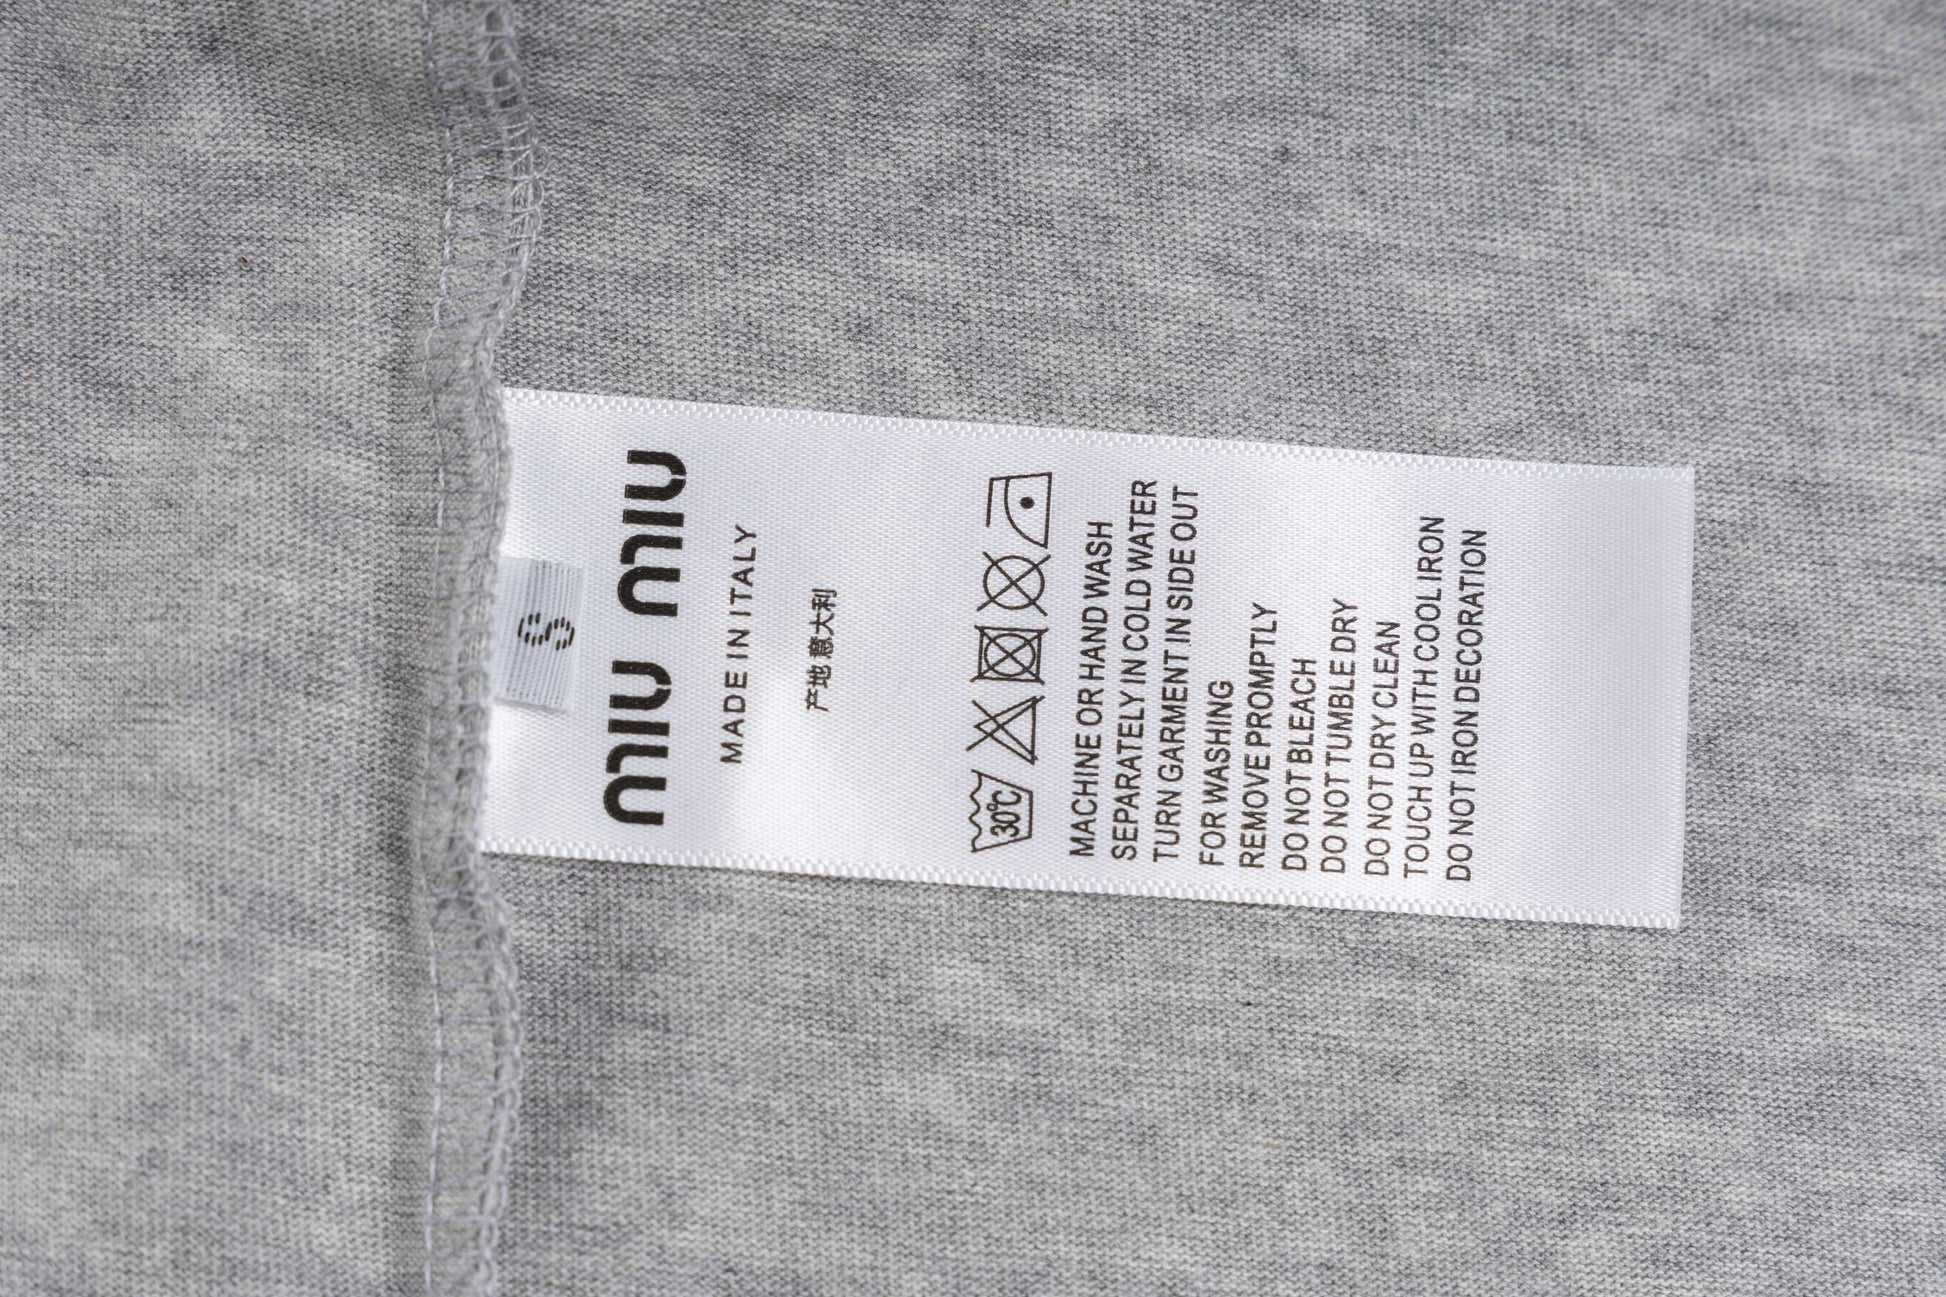 S
miu miu
MADE IN ITALY
产地 意大利
30℃
MACHINE OR HAND WASH
SEPARATELY IN COLD WATER
TURN GARMENT IN SIDE OUT
FOR WASHING
REMOVE PROMPTLY
DO NOT BLEACH
DO NOT TUMBLE DRY
DO NOT DRY CLEAN
TOUCH UP WITH COOL IRON
DO NOT IRON DECORATION